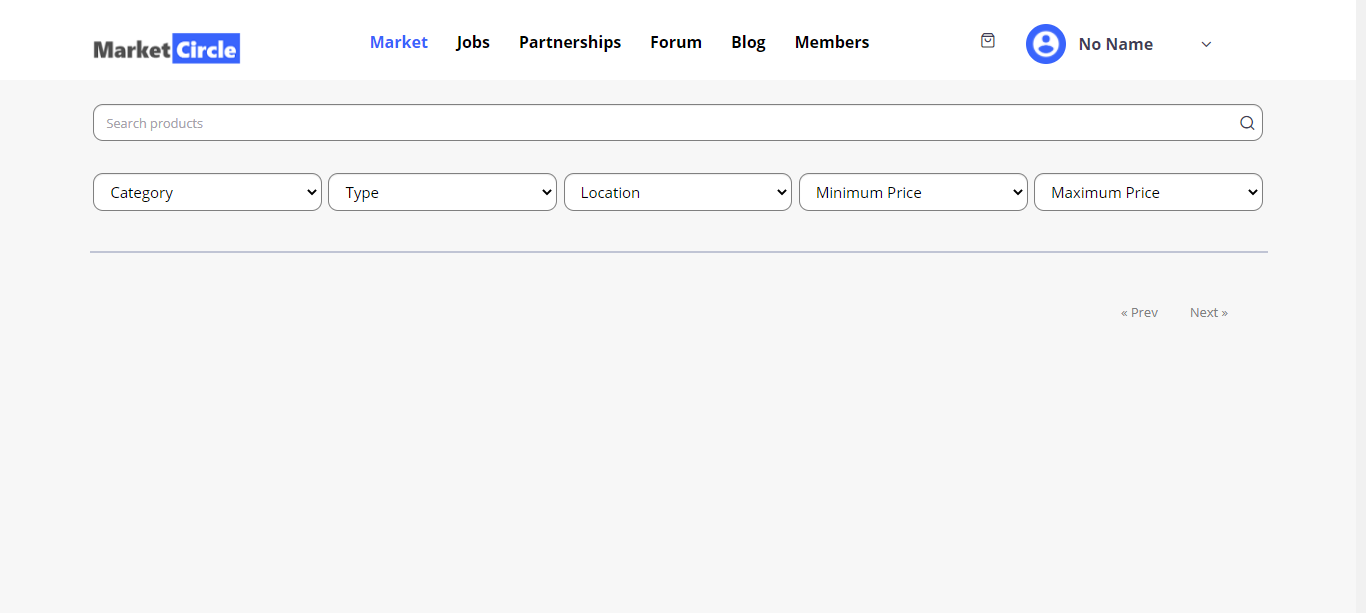 Market Circle
Market Jobs Partnerships Forum Blog Members
No Name
Search products
Category Type Location Minimum Price Maximum Price
« Prev Next »